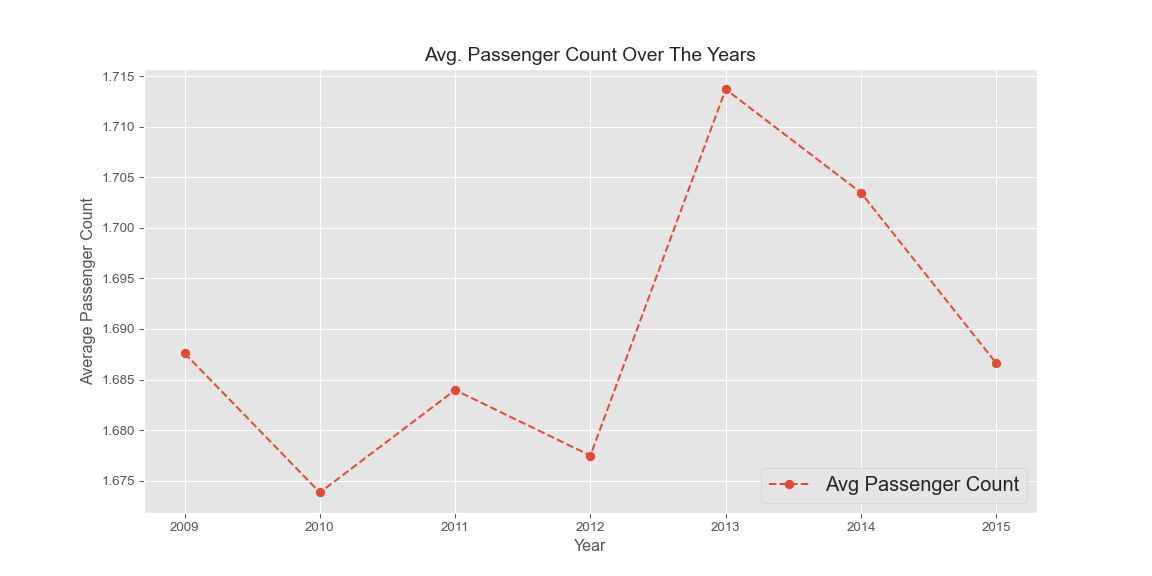 Avg. Passenger Count Over The Years
1.715
1.710
1.705
1.700
1.695
1.690
1.685
1.680
1.675
Average Passenger Count
Avg Passenger Count
2009 2010 2011 2012 2013 2014 2015
Year